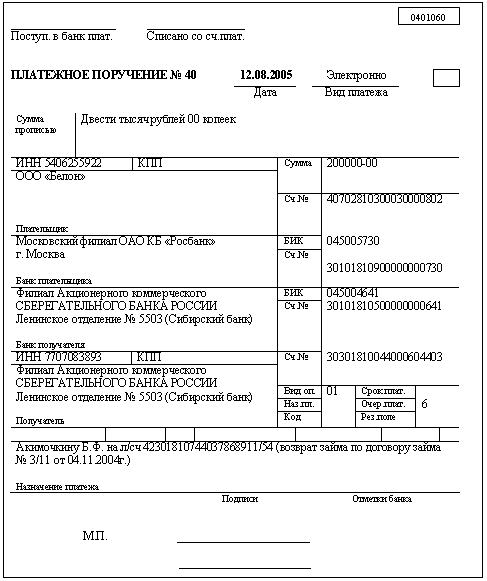 0401060
Поступ. в банк плат. Списано со сч.плат.
ПЛАТЕЖНОЕ ПОРУЧЕНИЕ № 40 12.08.2005 Электронно
Дата Вид платежа
Сумма прописью Двести тысяч рублей 00 копеек
ИНН 5406255922 КПП Сумма 200000-00
ООО «Белон»
Сч.№ 40702810300030000802
Плательщик
Московский филиал ОАО КБ «Росбанк» БИК 045005730
г. Москва Сч.№
30101810900000000730
Банк плательщика
Филиал Акционерного коммерческого БИК 045004641
СБЕРЕГАТЕЛЬНОГО БАНКА РОССИИ Сч.№ 30101810500000000641
Ленинское отделение № 5503 (Сибирский банк)
Банк получателя
ИНН 7707083893 КПП Сч.№ 30301810044000604403
Филиал Акционерного коммерческого
СБЕРЕГАТЕЛЬНОГО БАНКА РОССИИ
Ленинское отделение № 5503 (Сибирский банк)
Вид оп. 01 Срок плат.
Наз.пл. Очер.плат. 6
Получатель Код Рез.поле
Акимочкину Б.Ф. на л/сч 42301810744037868911/54 (возврат займа по договору займа
№ 3/11 от 04.11.2004г.)
Назначение платежа
Подписи Отметки банка
М.П.